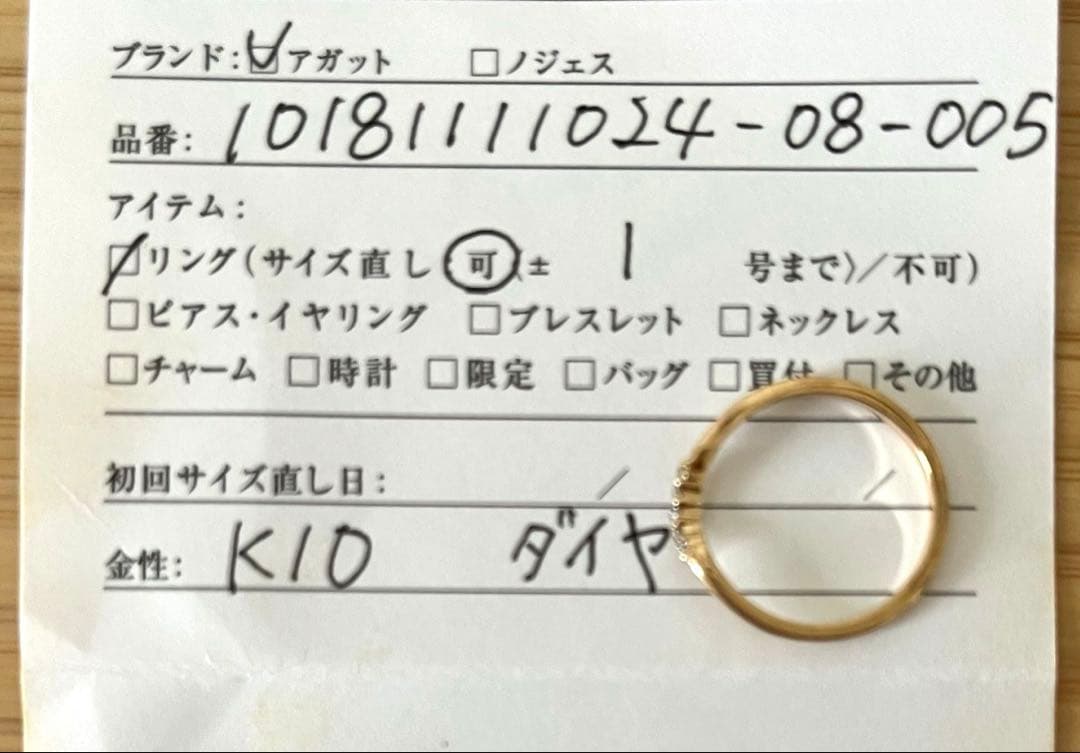 ブランド: ☑アガット □ノジェス
品番: 10181111024-08-005
アイテム:
☑リング(サイズ直し(可)(± 1 号まで)/不可)
□ピアス・イヤリング □ブレスレット □ネックレス
□チャーム □時計 □限定 □バッグ □買付 □その他
初回サイズ直し日: / /
金性: K10 ダイヤ